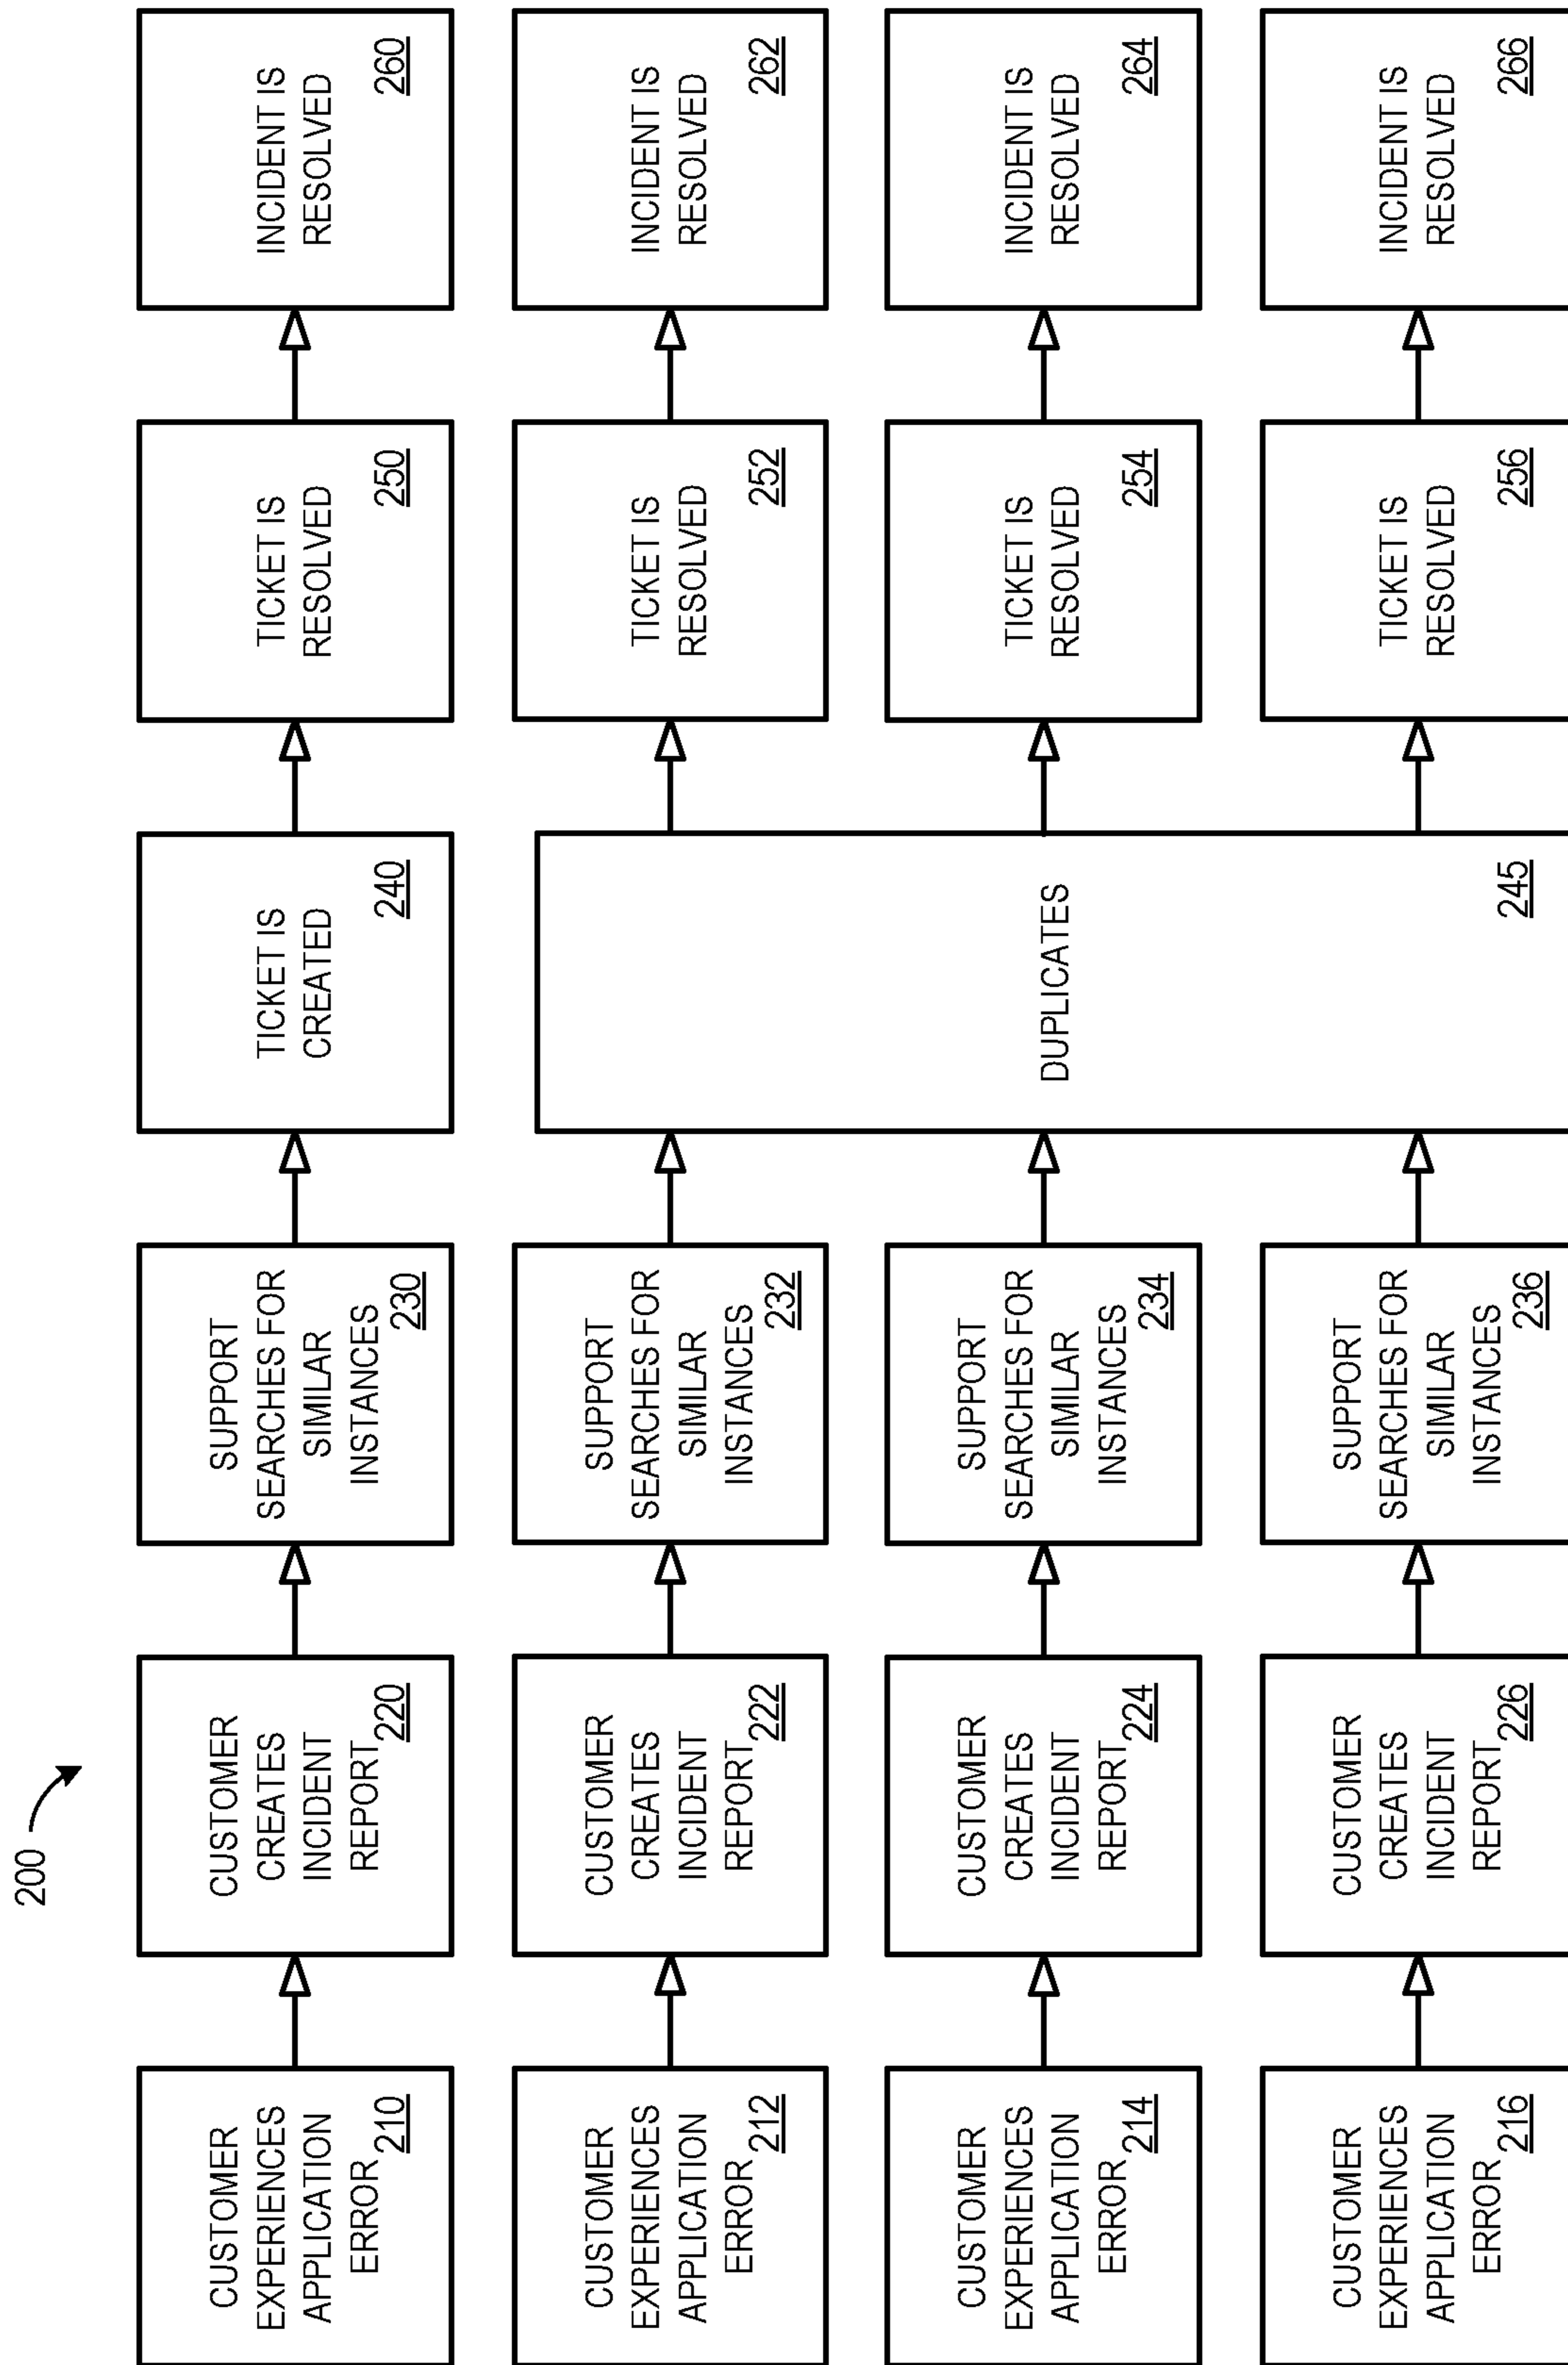 200
CUSTOMER
EXPERIENCES
APPLICATION
ERROR
210
CUSTOMER
CREATES
INCIDENT
REPORT
220
SUPPORT
SEARCHES FOR
SIMILAR
INSTANCES
230
TICKET IS
CREATED
240
TICKET IS
RESOLVED
250
INCIDENT IS
RESOLVED
260
CUSTOMER
EXPERIENCES
APPLICATION
ERROR
212
CUSTOMER
CREATES
INCIDENT
REPORT
222
SUPPORT
SEARCHES FOR
SIMILAR
INSTANCES
232
DUPLICATES
245
TICKET IS
RESOLVED
252
INCIDENT IS
RESOLVED
262
CUSTOMER
EXPERIENCES
APPLICATION
ERROR
214
CUSTOMER
CREATES
INCIDENT
REPORT
224
SUPPORT
SEARCHES FOR
SIMILAR
INSTANCES
234
TICKET IS
RESOLVED
254
INCIDENT IS
RESOLVED
264
CUSTOMER
EXPERIENCES
APPLICATION
ERROR
216
CUSTOMER
CREATES
INCIDENT
REPORT
226
SUPPORT
SEARCHES FOR
SIMILAR
INSTANCES
236
TICKET IS
RESOLVED
256
INCIDENT IS
RESOLVED
266